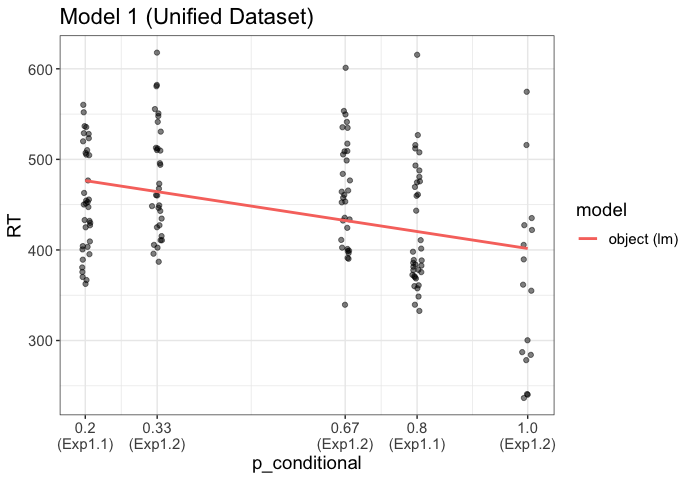 Model 1 (Unified Dataset)
600
500
400
300
RT
0.2
(Exp1.1)
0.33
(Exp1.2)
0.67
(Exp1.2)
0.8
(Exp1.1)
1.0
(Exp1.2)
p_conditional
model
object (lm)